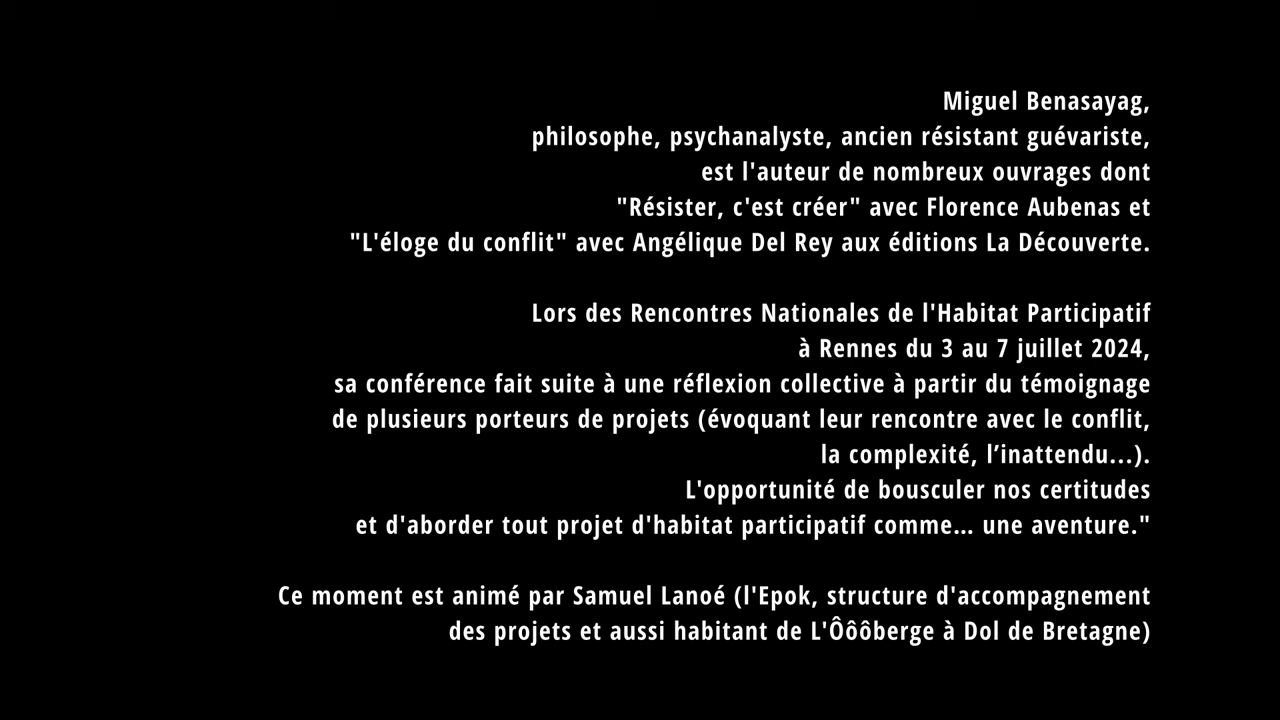 Miguel Benasayag,
philosophe, psychanalyste, ancien résistant guévariste,
est l'auteur de nombreux ouvrages dont
"Résister, c'est créer" avec Florence Aubenas et
"L'éloge du conflit" avec Angélique Del Rey aux éditions La Découverte.
Lors des Rencontres Nationales de l'Habitat Participatif
à Rennes du 3 au 7 juillet 2024,
sa conférence fait suite à une réflexion collective à partir du témoignage
de plusieurs porteurs de projets (évoquant leur rencontre avec le conflit,
la complexité, l’inattendu...).
L'opportunité de bousculer nos certitudes
et d'aborder tout projet d'habitat participatif comme... une aventure."
Ce moment est animé par Samuel Lanoé (l'Epok, structure d'accompagnement
des projets et aussi habitant de L'Ôôôberge à Dol de Bretagne)